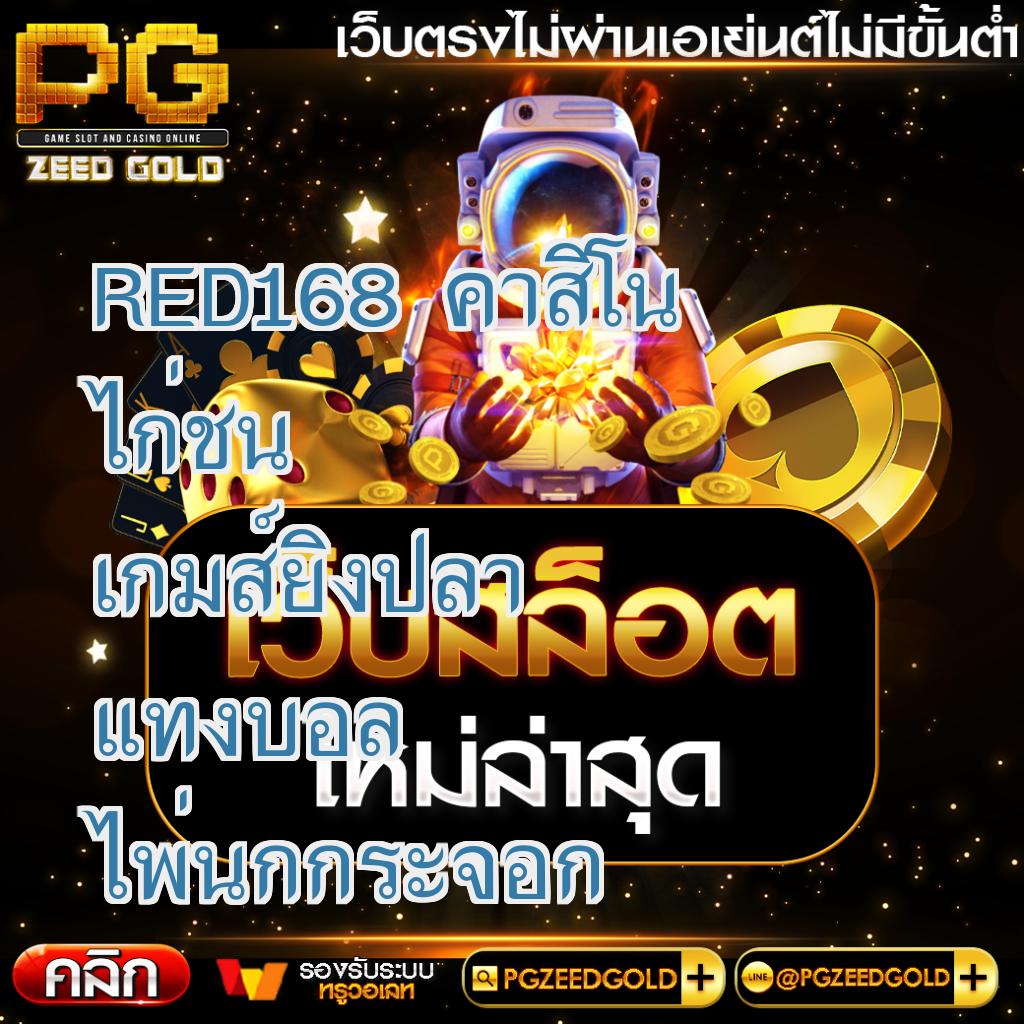 เว็บตรงไม่ผ่านเอเย่นต์ไม่มีขั้นต่ำ
PG
GAME SLOT AND CASINO ONLINE
ZEED GOLD
RED168 คาสิโน
ไก่ชน
เกมส์ยิงปลา
เว็บสล็อต
แทงบอล
ใหม่ล่าสุด
ไพ่นกกระจอก
คลิก
รองรับระบบ
ทรูวอเลท
PGZEEDGOLD
LINE @PGZEEDGOLD